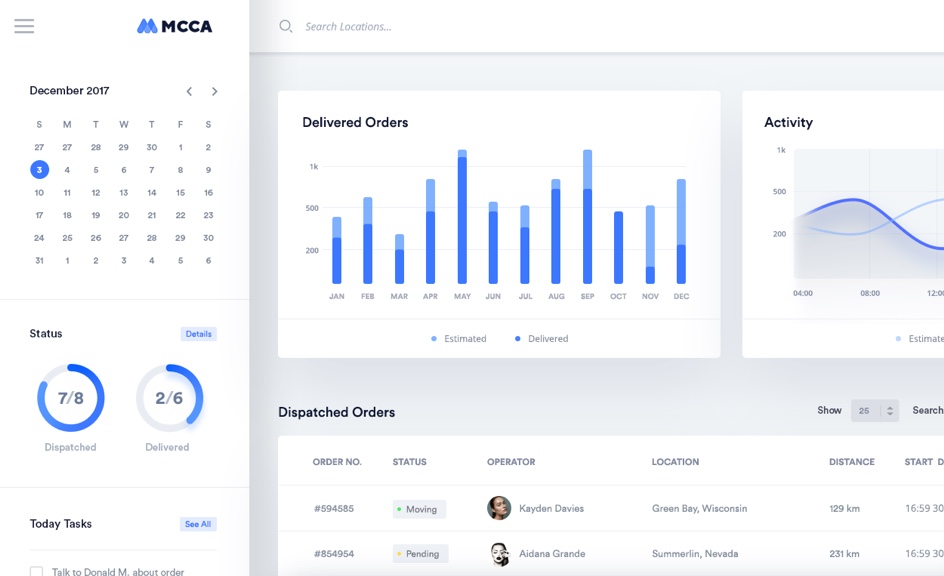 MCCA
Search Locations...
December 2017
S M T W T F S
27 27 28 29 30 1 2
3 4 5 6 7 8 9
10 11 12 13 14 15 16
17 18 19 20 21 22 23
24 25 26 27 28 29 30
31 1 2 3 4 5 6
Status Details
7/8 2/6
Dispatched Delivered
Today Tasks See All
Talk to Donald M. about order
Delivered Orders
1k
500
200
JAN FEB MAR APR MAY JUN JUL AUG SEP OCT NOV DEC
Estimated Delivered
Activity
1k
500
200
04:00 08:00 12:00
Estimate
Dispatched Orders Show 25 Search
ORDER NO. STATUS OPERATOR LOCATION DISTANCE START D
#594585 Moving Kayden Davies Green Bay, Wisconsin 129 km 16:59 30
#854954 Pending Aidana Grande Summerlin, Nevada 231 km 16:59 30